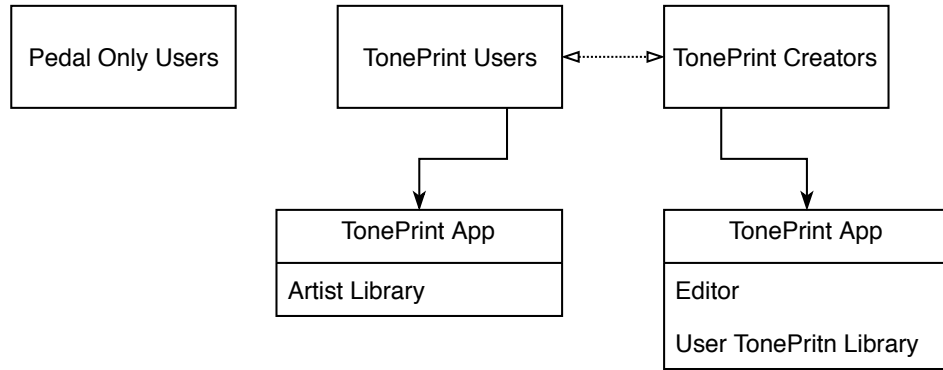 Pedal Only Users
TonePrint Users
TonePrint Creators
TonePrint App
Artist Library
TonePrint App
Editor
User TonePritn Library